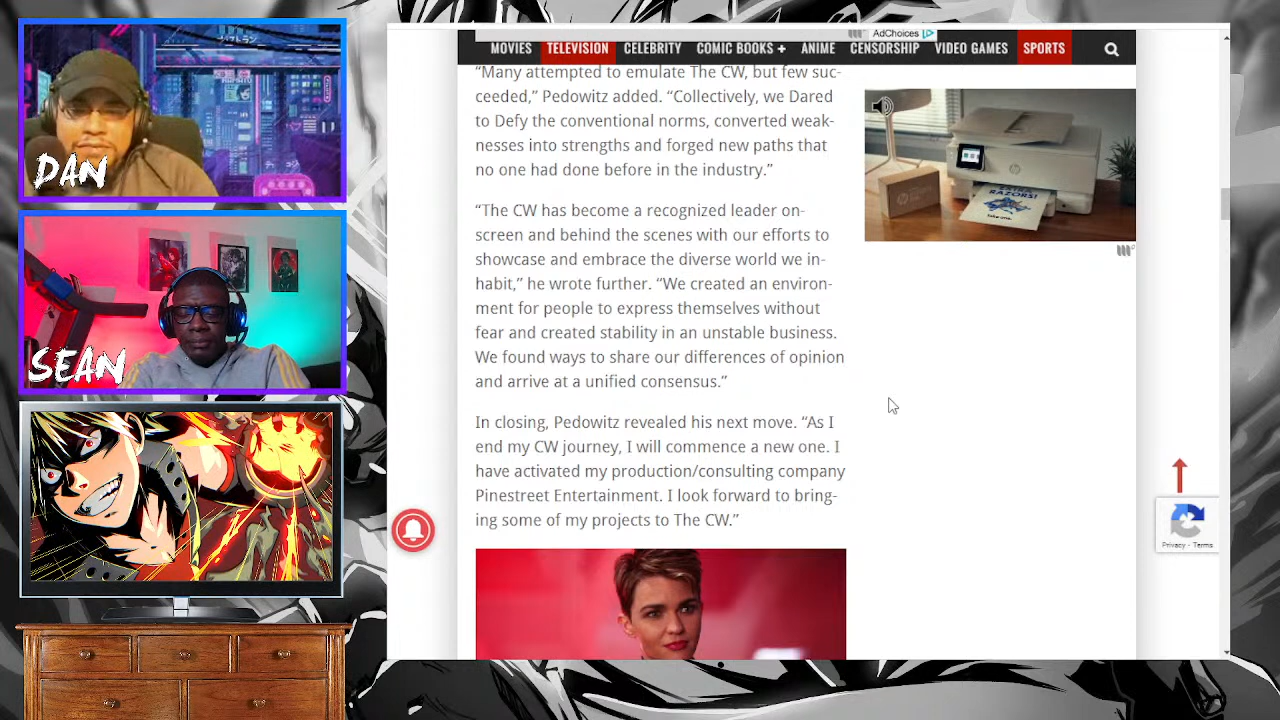 DAN
SEAN
AdChoices
MOVIES TELEVISION CELEBRITY COMIC BOOKS + ANIME CENSORSHIP VIDEO GAMES SPORTS
“Many attempted to emulate The CW, but few suc-
ceeded,” Pedowitz added. “Collectively, we Dared
to Defy the conventional norms, coverted weak-
nesses into strengths and forged new paths that
no one had done before in the industry.”
“The CW has become a recognized leader on-
screen and behind the scenes with our efforts to
showcase and embrace the diverse world we in-
habit,” he wrote further. “We created an environ-
ment for people to express themselves without
fear and created stability in an unstable business.
We found ways to share our differences of opinion
and arrive at a unified consensus.”
In closing, Pedowitz revealed his next move. “As I
end my CW journey, I will commence a new one. I
have activated my production/consulting company
Pinestreet Entertainment. I look forward to bring-
ing some of my projects to The CW.”
RAZORS!
take one.
hp
Privacy - Terms